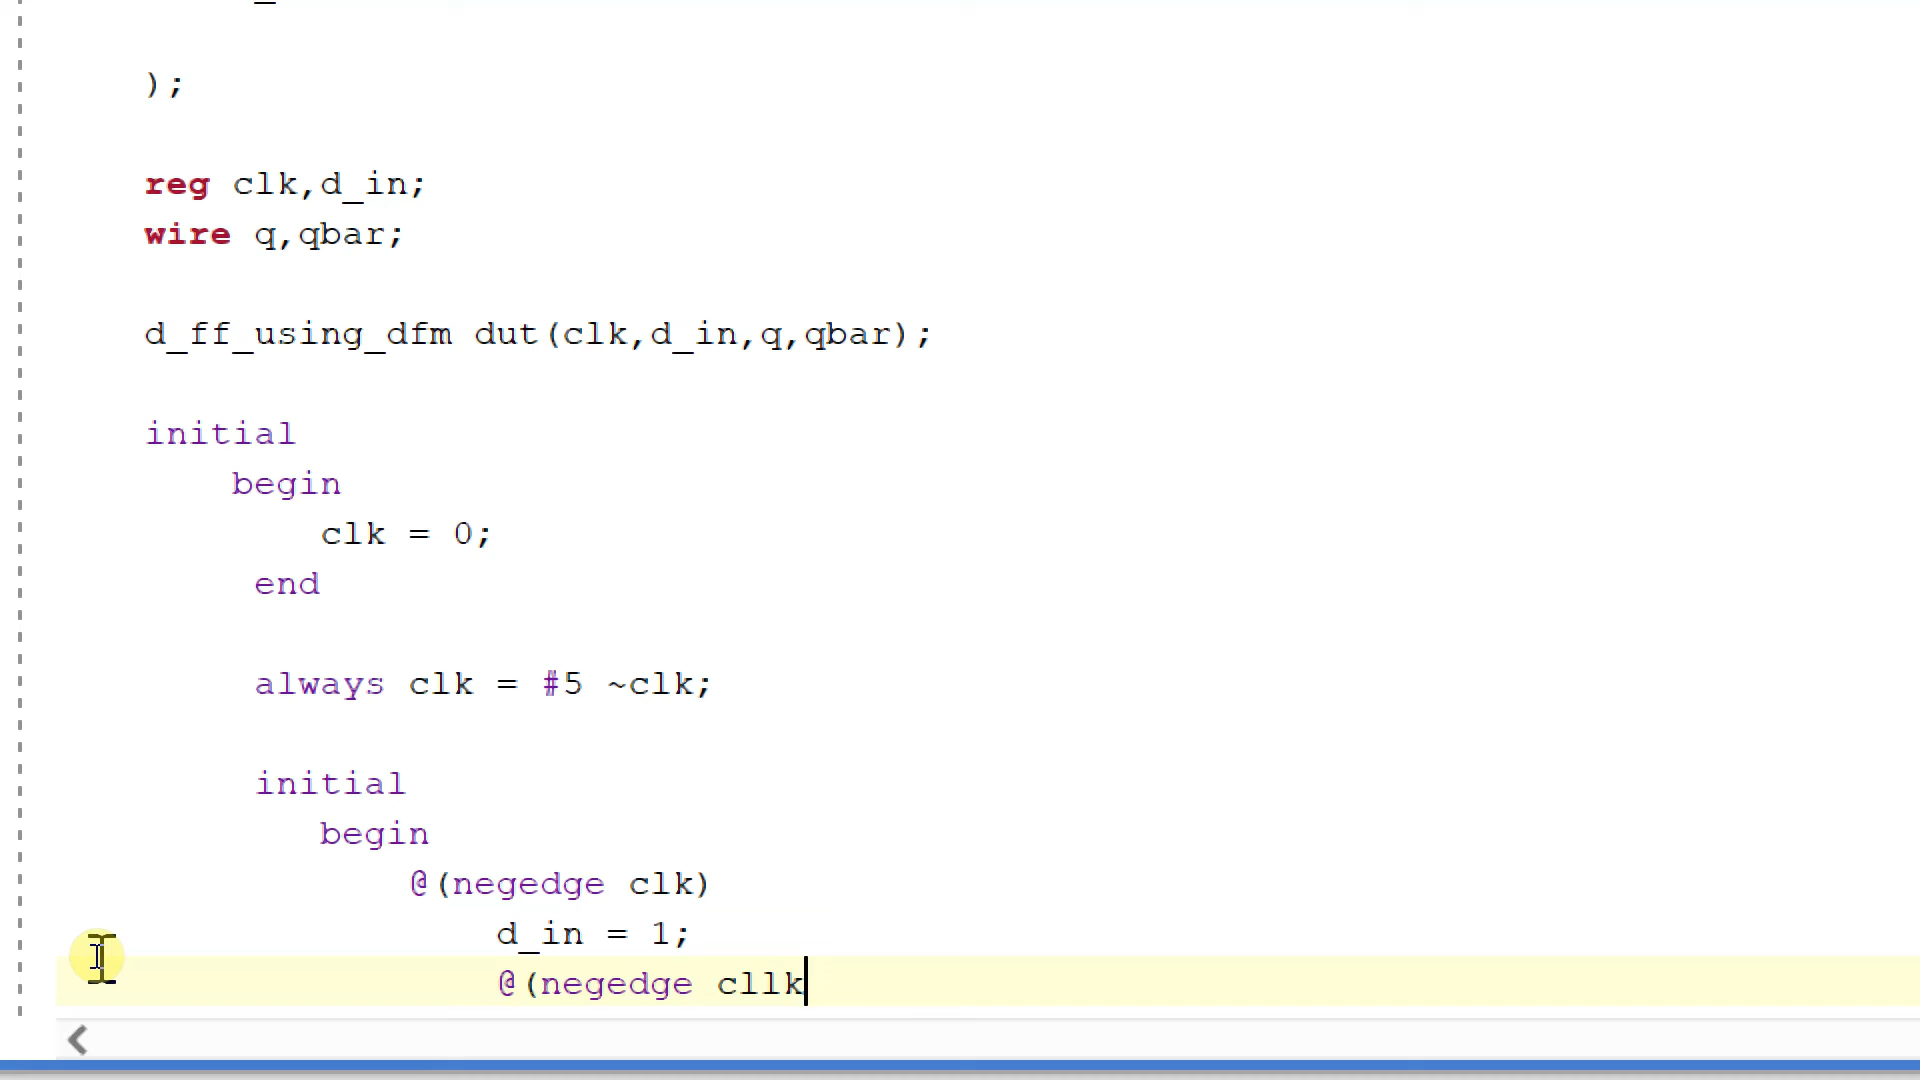 );
reg clk,d_in;
wire q,qbar;
d_ff_using_dfm dut(clk,d_in,q,qbar);
initial
begin
clk = 0;
end
always clk = #5 ~clk;
initial
begin
@(negedge clk)
d_in = 1;
@(negedge cllk